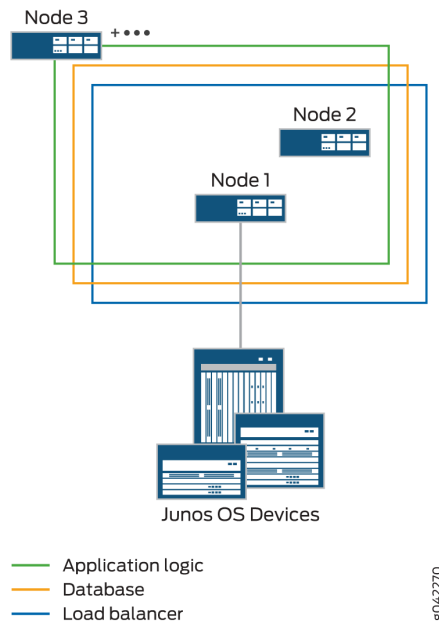 Node 3
+•••
Node 2
Node 1
Junos OS Devices
Application logic
Database
Load balancer
g042270